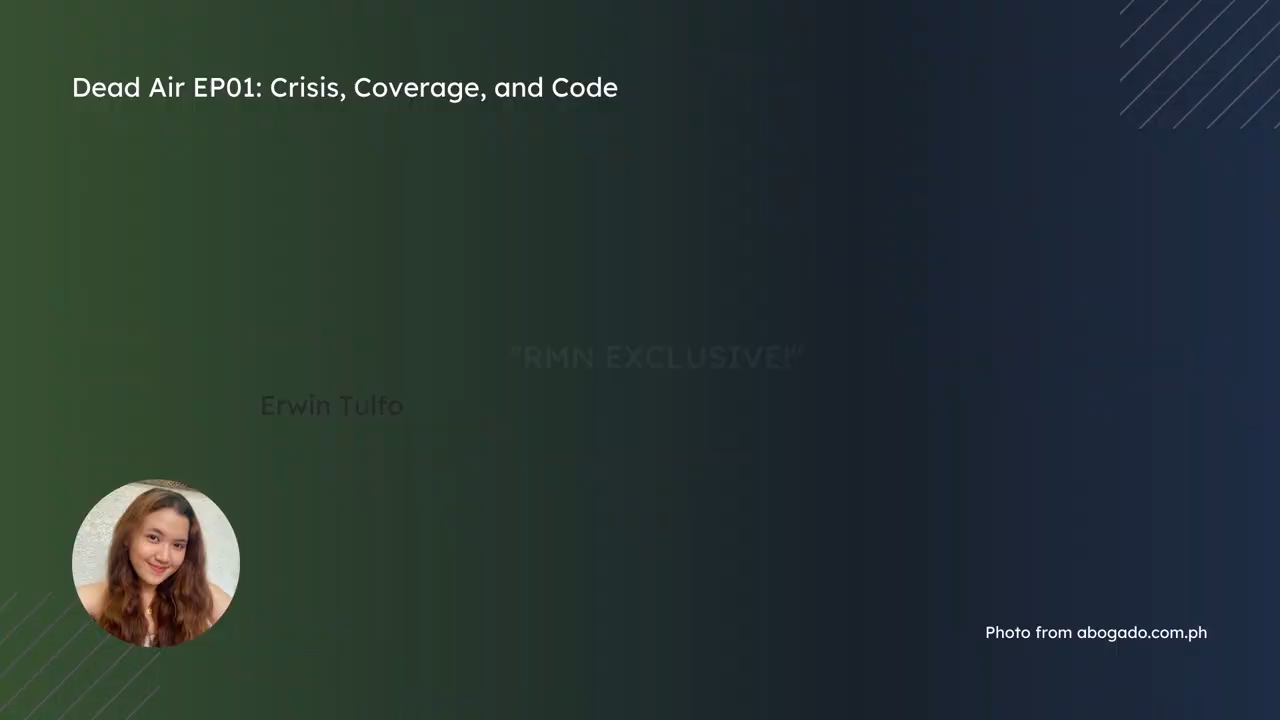 Dead Air EP01: Crisis, Coverage, and Code
"RMN EXCLUSIVE!"
Erwin Tulfo
Photo from abogado.com.ph